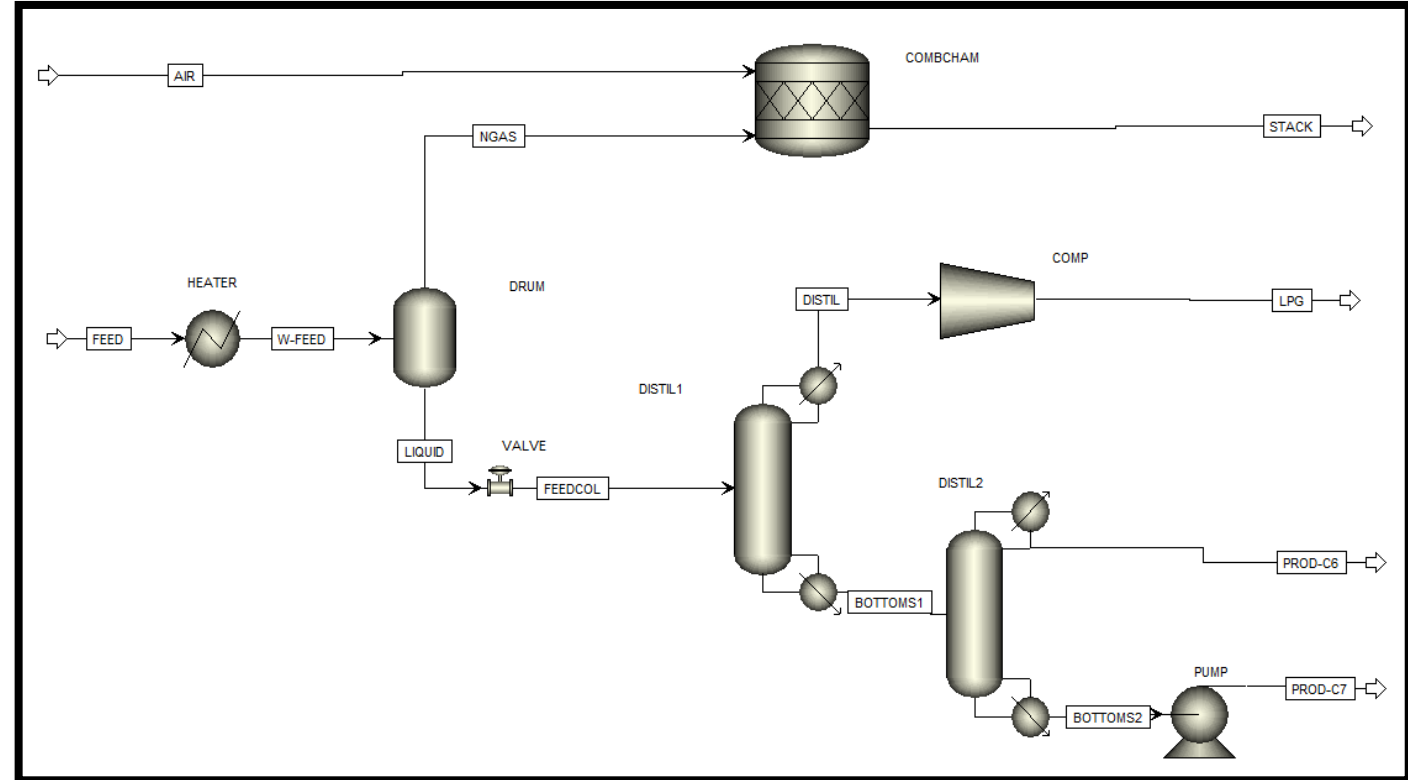 COMBCHAM
AIR
STACK
NGAS
COMP
HEATER
DRUM
DISTIL
LPG
FEED
W-FEED
DISTIL1
VALVE
LIQUID
FEEDCOL
DISTIL2
PROD-C6
BOTTOMS1
PUMP
PROD-C7
BOTTOMS2